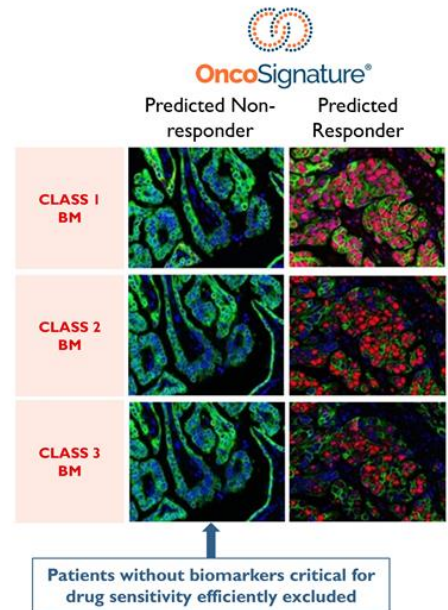 OncoSignature®
Predicted Non-
responder
Predicted
Responder
CLASS 1
BM
CLASS 2
BM
CLASS 3
BM
Patients without biomarkers critical for
drug sensitivity efficiently excluded